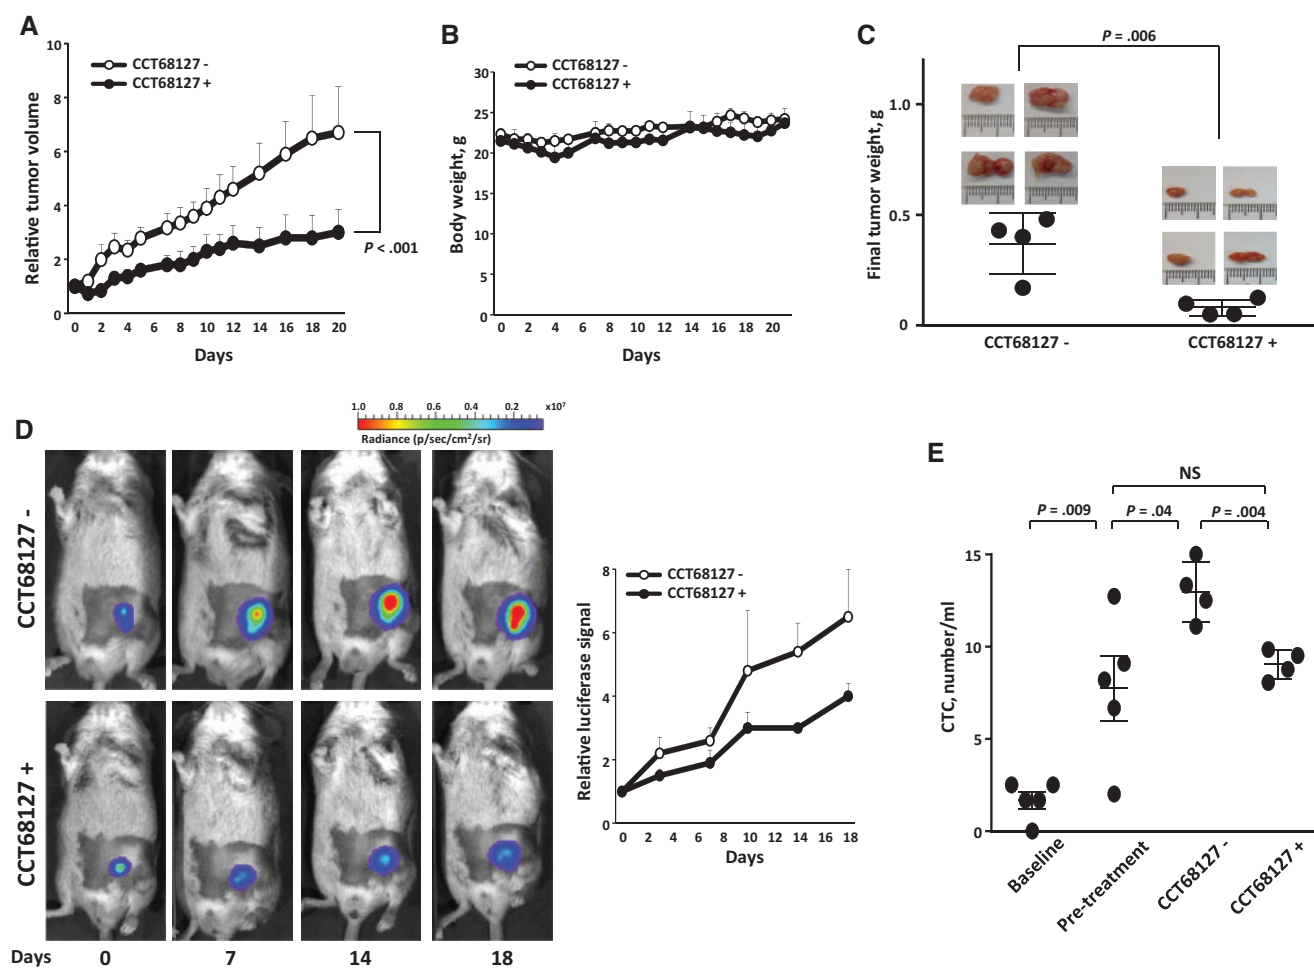 A
Relative tumor volume
10
8
6
4
2
0
CCT68127 -
CCT68127 +
P < .001
0 2 4 6 8 10 12 14 16 18 20
Days
B
Body weight, g
30
25
20
15
10
5
0
CCT68127 -
CCT68127 +
0 2 4 6 8 10 12 14 16 18 20
Days
C
P = .006
Final tumor weight, g
1.0
0.5
0
CCT68127 -
CCT68127 +
D
1.0 0.8 0.6 0.4 0.2 x10⁷
Radiance (p/sec/cm²/sr)
CCT68127 -
CCT68127 +
Days 0 7 14 18
Relative luciferase signal
8
6
4
2
0
CCT68127 -
CCT68127 +
0 2 4 6 8 10 12 14 16 18
Days
E
NS
P = .009
P = .04
P = .004
CTC, number/ml
15
10
5
0
Baseline
Pre-treatment
CCT68127 -
CCT68127 +